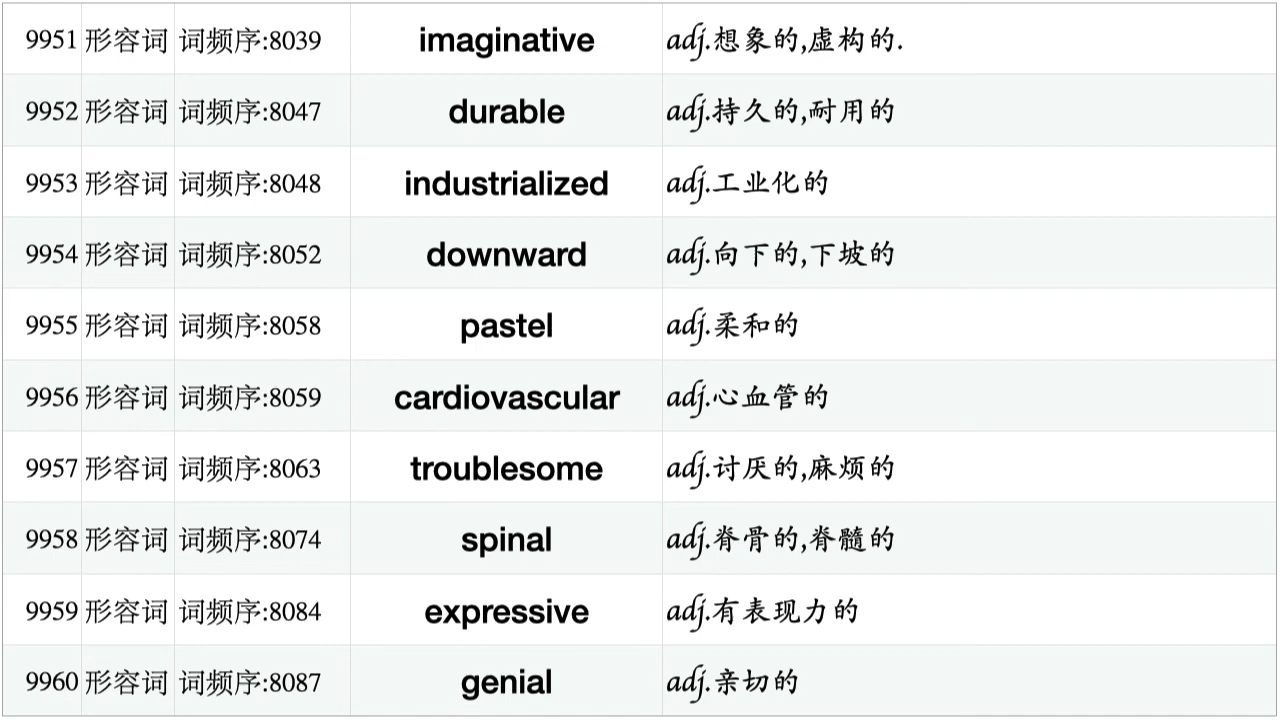 9951 形容词 词频序:8039 imaginative adj.想象的,虚构的.
9952 形容词 词频序:8047 durable adj.持久的,耐用的
9953 形容词 词频序:8048 industrialized adj.工业化的
9954 形容词 词频序:8052 downward adj.向下的,下坡的
9955 形容词 词频序:8058 pastel adj.柔和的
9956 形容词 词频序:8059 cardiovascular adj.心血管的
9957 形容词 词频序:8063 troublesome adj.讨厌的,麻烦的
9958 形容词 词频序:8074 spinal adj.脊骨的,脊髓的
9959 形容词 词频序:8084 expressive adj.有表现力的
9960 形容词 词频序:8087 genial adj.亲切的